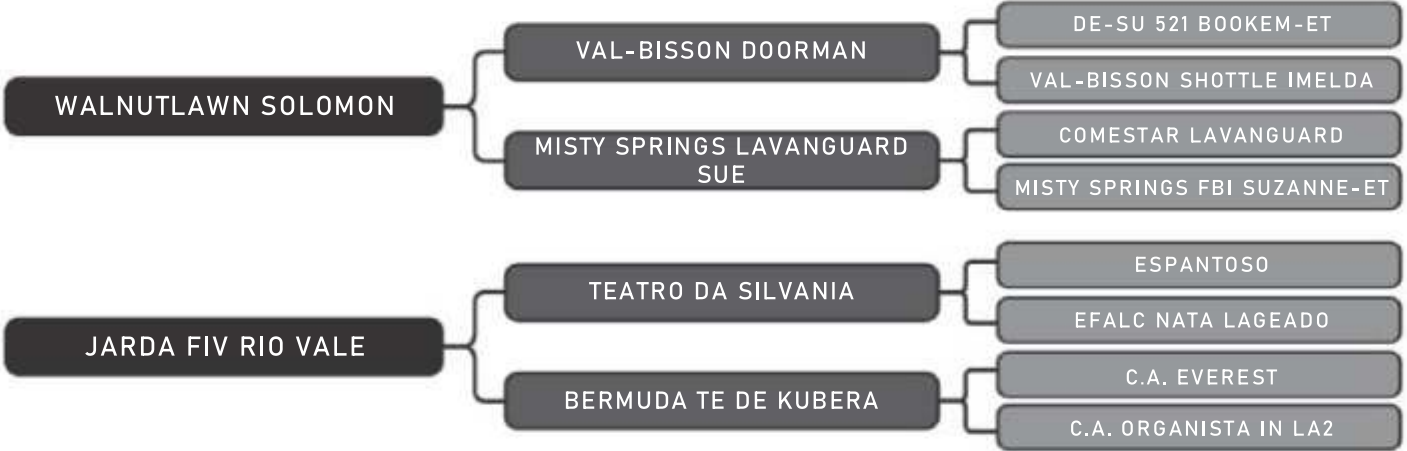 DE-SU 521 BOOKEM-ET
VAL-BISSON DOORMAN
VAL-BISSON SHOTTLE IMELDA
WALNUTLAWN SOLOMON
COMESTAR LAVANGUARD
MISTY SPRINGS LAVANGUARD
SUE
MISTY SPRINGS FBI SUZANNE-ET
ESPANTOSO
TEATRO DA SILVANIA
EFALC NATA LAGEADO
JARDA FIV RIO VALE
C.A. EVEREST
BERMUDA TE DE KUBERA
C.A. ORGANISTA IN LA2